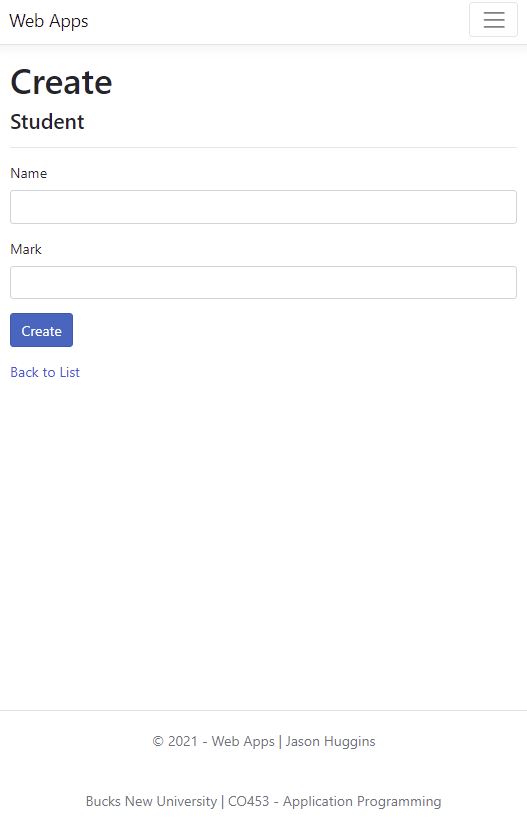 Web Apps
Create
Student
Name
Mark
Create
Back to List
© 2021 - Web Apps | Jason Huggins
Bucks New University | CO453 - Application Programming